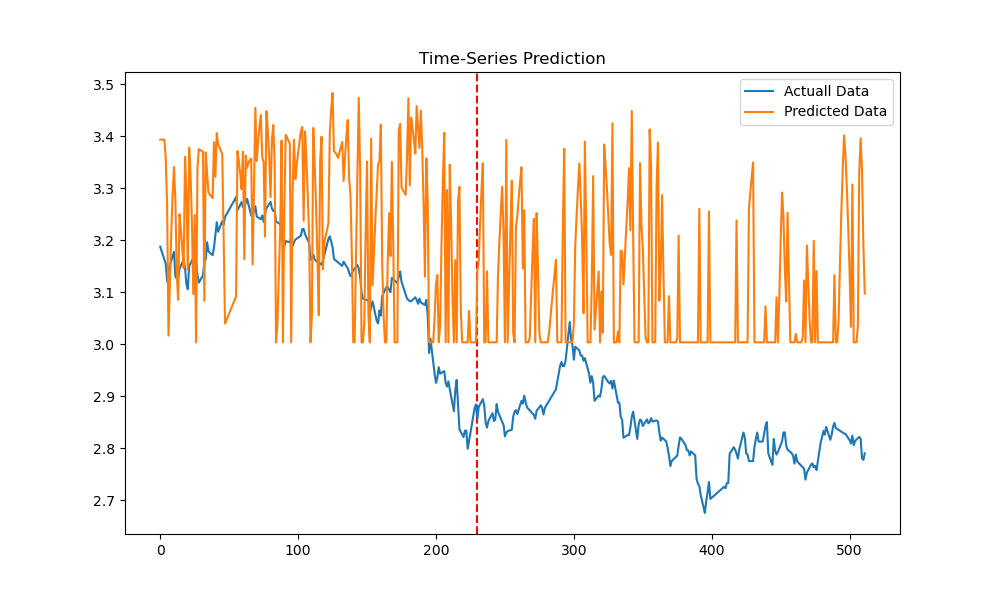 Time-Series Prediction
Actuall Data
Predicted Data
3.5
3.4
3.3
3.2
3.1
3.0
2.9
2.8
2.7
0 100 200 300 400 500